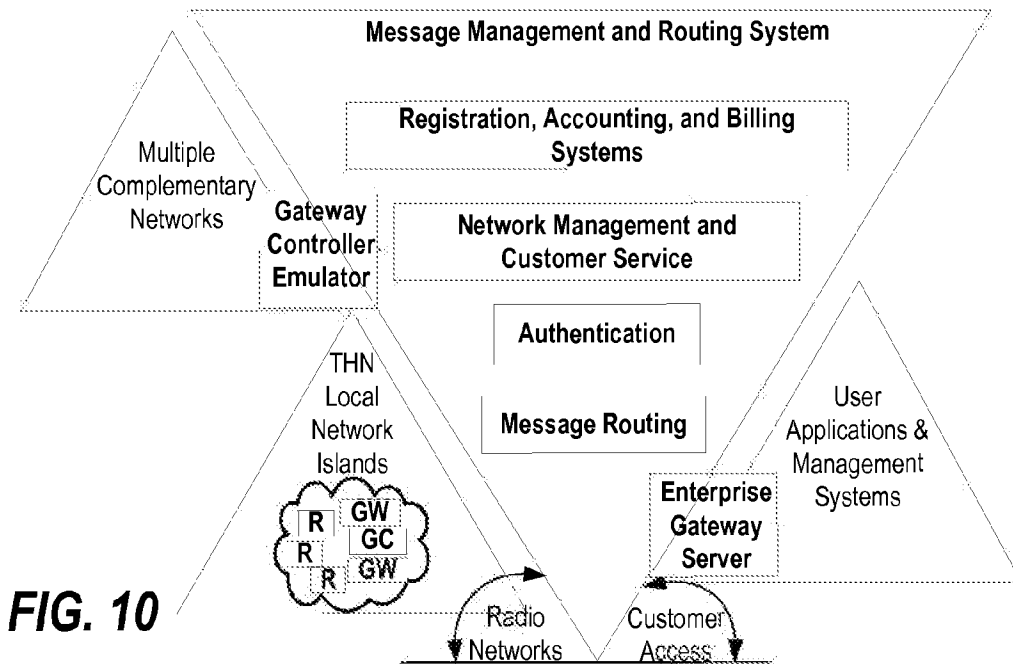 Message Management and Routing System
Registration, Accounting, and Billing
Systems
Multiple
Complementary
Networks
Gateway
Controller
Emulator
Network Management and
Customer Service
Authentication
Message Routing
THN
Local
Network
Islands
R
GW
GC
R
R
GW
User
Applications &
Management
Systems
Enterprise
Gateway
Server
Radio
Networks
Customer
Access
FIG. 10